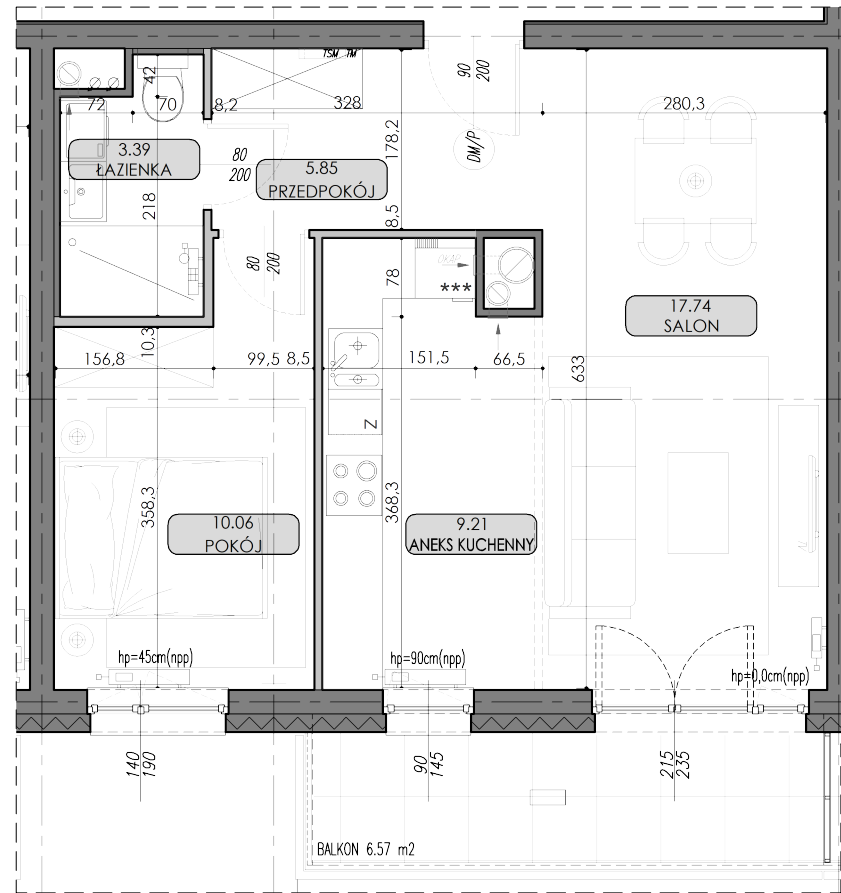 TSM TM
42
90
200
72
70
8,2
328
280,3
3.39
ŁAZIENKA
80
200
5.85
PRZEDPOKÓJ
178,2
DM/P
218
8,5
80
200
78
OKAP
***
17.74
SALON
10,3
156,8
99,5
8,5
151,5
66,5
633
Z
358,3
368,3
10.06
POKÓJ
9.21
ANEKS KUCHENNY
hp=45cm(npp)
hp=90cm(npp)
hp=0,0cm(npp)
140
190
90
145
215
235
BALKON 6.57 m2